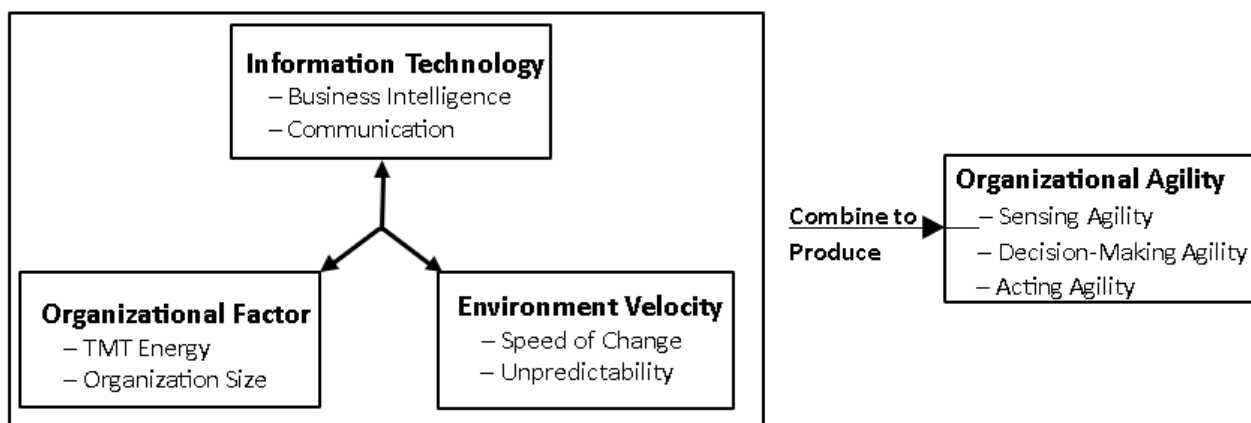 Information Technology
– Business Intelligence
– Communication
Organizational Factor
– TMT Energy
– Organization Size
Environment Velocity
– Speed of Change
– Unpredictability
Combine to
Produce
Organizational Agility
– Sensing Agility
– Decision-Making Agility
– Acting Agility